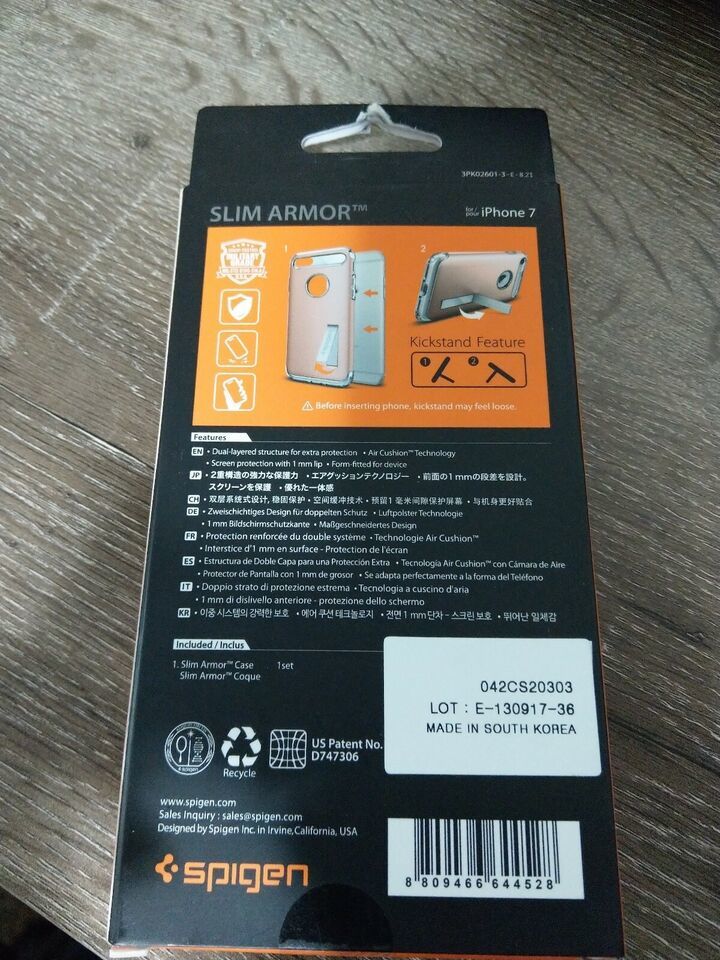 3PK02601-3-E-8.21
SLIM ARMOR™
for / pour iPhone 7
MILITARY
GRADE
1
2
Kickstand Feature
1 2
⚠ Before inserting phone, kickstand may feel loose.
Features
EN • Dual-layered structure for extra protection • Air Cushion™ Technology
• Screen protection with 1 mm lip • Form-fitted for device
JP • 2重構造の強力な保護力 • エアグッションテクノロジー • 前面の1mmの段差を設計。
スクリーンを保護 • 優れた一体感
CH • 双层系统式设计, 稳固保护 • 空间缓冲技术 • 预留1毫米间隙保护屏幕 • 与机身更好贴合
DE • Zweischichtiges Design für doppelten Schutz • Luftpolster Technologie
• 1 mm Bildschirmschutzkante • Maßgeschneidertes Design
FR • Protection renforcée du double système • Technologie Air Cushion™
• Interstice d'1 mm en surface - Protection de l'écran
ES • Estructura de Doble Capa para una Protección Extra • Tecnología Air Cushion™ con Cámara de Aire
• Protector de Pantalla con 1 mm de grosor • Se adapta perfectamente a la forma del Teléfono
IT • Doppio strato di protezione estrema • Tecnologia a cuscino d'aria
• 1 mm di dislivello anteriore - protezione dello schermo
KR • 이중 시스템의 강력한 보호 • 에어 쿠션 테크놀로지 • 전면 1 mm 단차 – 스크린 보호 • 뛰어난 일체감
Included / Inclus
1. Slim Armor™ Case 1set
Slim Armor™ Coque
042CS20303
LOT : E-130917-36
MADE IN SOUTH KOREA
SPIGEN
Recycle
US Patent No.
D747306
www.spigen.com
Sales Inquiry : sales@spigen.com
Designed by Spigen Inc. in Irvine, California, USA
spigen
8 809466 644528